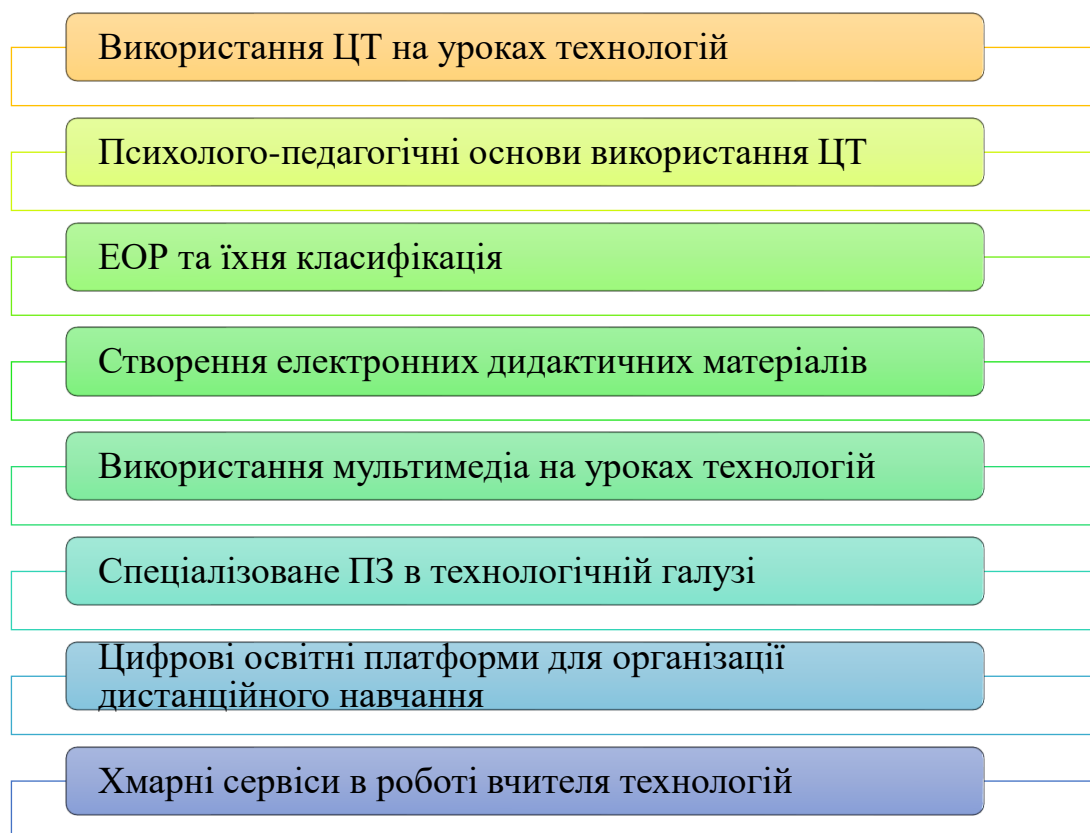 Використання ЦТ на уроках технологій
Психолого-педагогічні основи використання ЦТ
ЕОР та їхня класифікація
Створення електронних дидактичних матеріалів
Використання мультимедіа на уроках технологій
Спеціалізоване ПЗ в технологічній галузі
Цифрові освітні платформи для організації
дистанційного навчання
Хмарні сервіси в роботі вчителя технологій